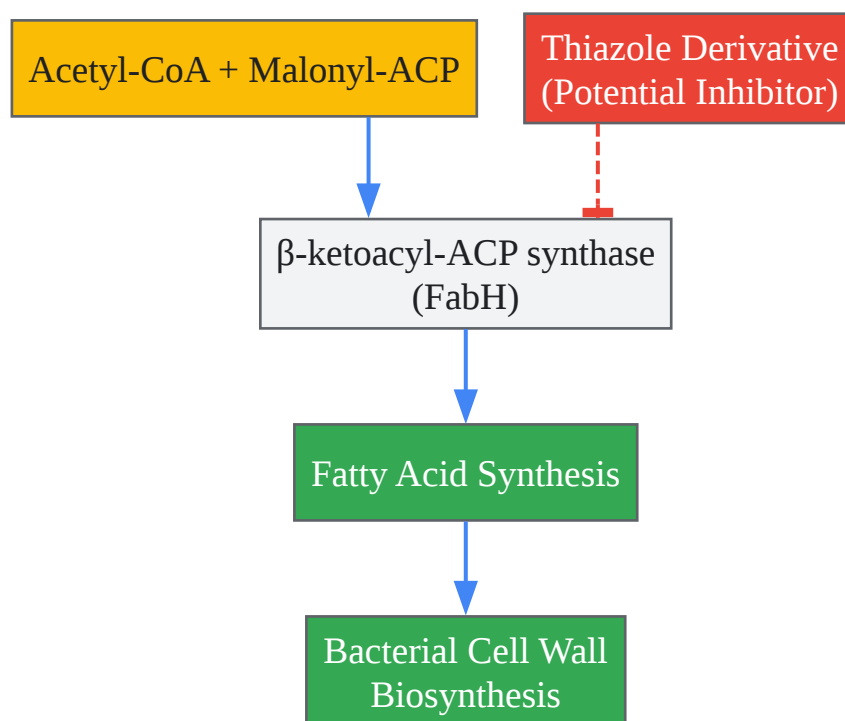 Acetyl-CoA + Malonyl-ACP
Thiazole Derivative
(Potential Inhibitor)
β-ketoacyl-ACP synthase
(FabH)
Fatty Acid Synthesis
Bacterial Cell Wall
Biosynthesis